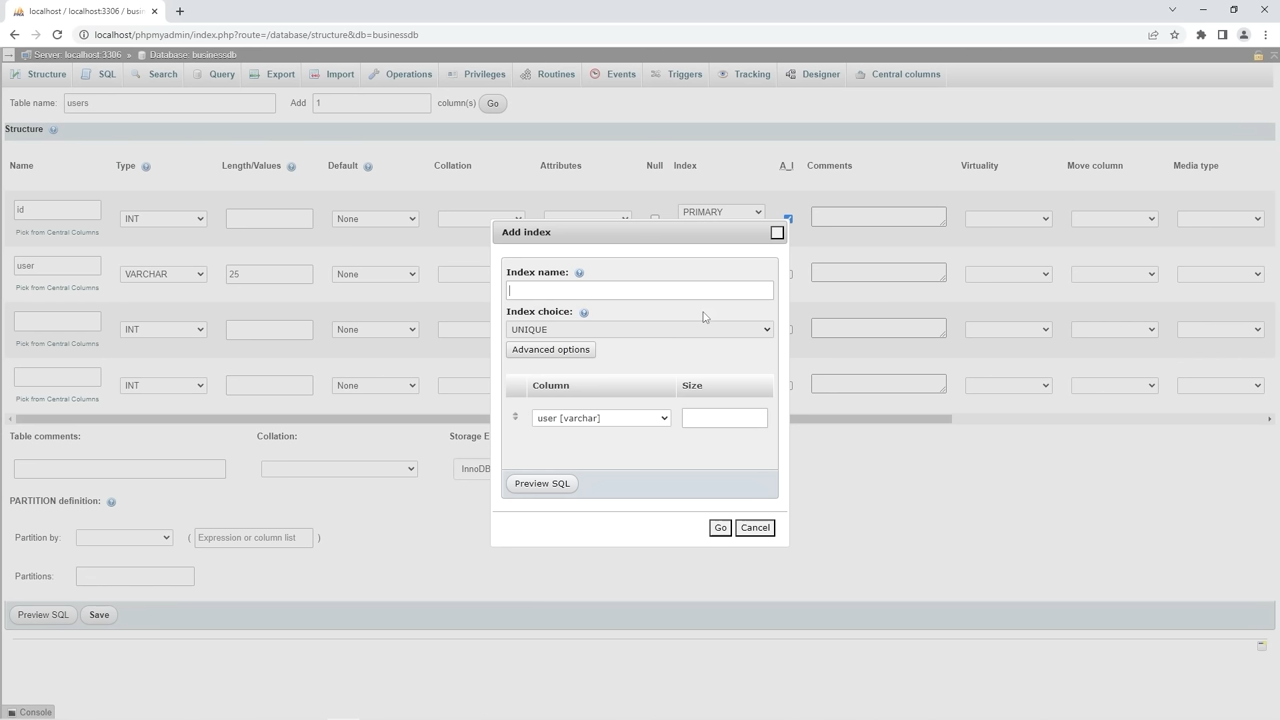 localhost / localhost:3306 / busi
localhost/phpmyadmin/index.php?route=/database/structure&db=businessdb
Server: localhost:3306 » Database: businessdb
Structure SQL Search Query Export Import Operations Privileges Routines Events Triggers Tracking Designer Central columns
Table name: users Add 1 column(s) Go
Structure
Name Type Length/Values Default Collation Attributes Null Index A_I Comments Virtuality Move column Media type
id INT None PRIMARY
Pick from Central Columns
user VARCHAR 25 None
Pick from Central Columns
INT None
Pick from Central Columns
INT None
Pick from Central Columns
Add index
Index name:
Index choice:
UNIQUE
Advanced options
Column Size
user [varchar]
Preview SQL
Go Cancel
Table comments: Collation: Storage E
InnoDB
PARTITION definition:
Partition by: ( Expression or column list )
Partitions:
Preview SQL Save
Console